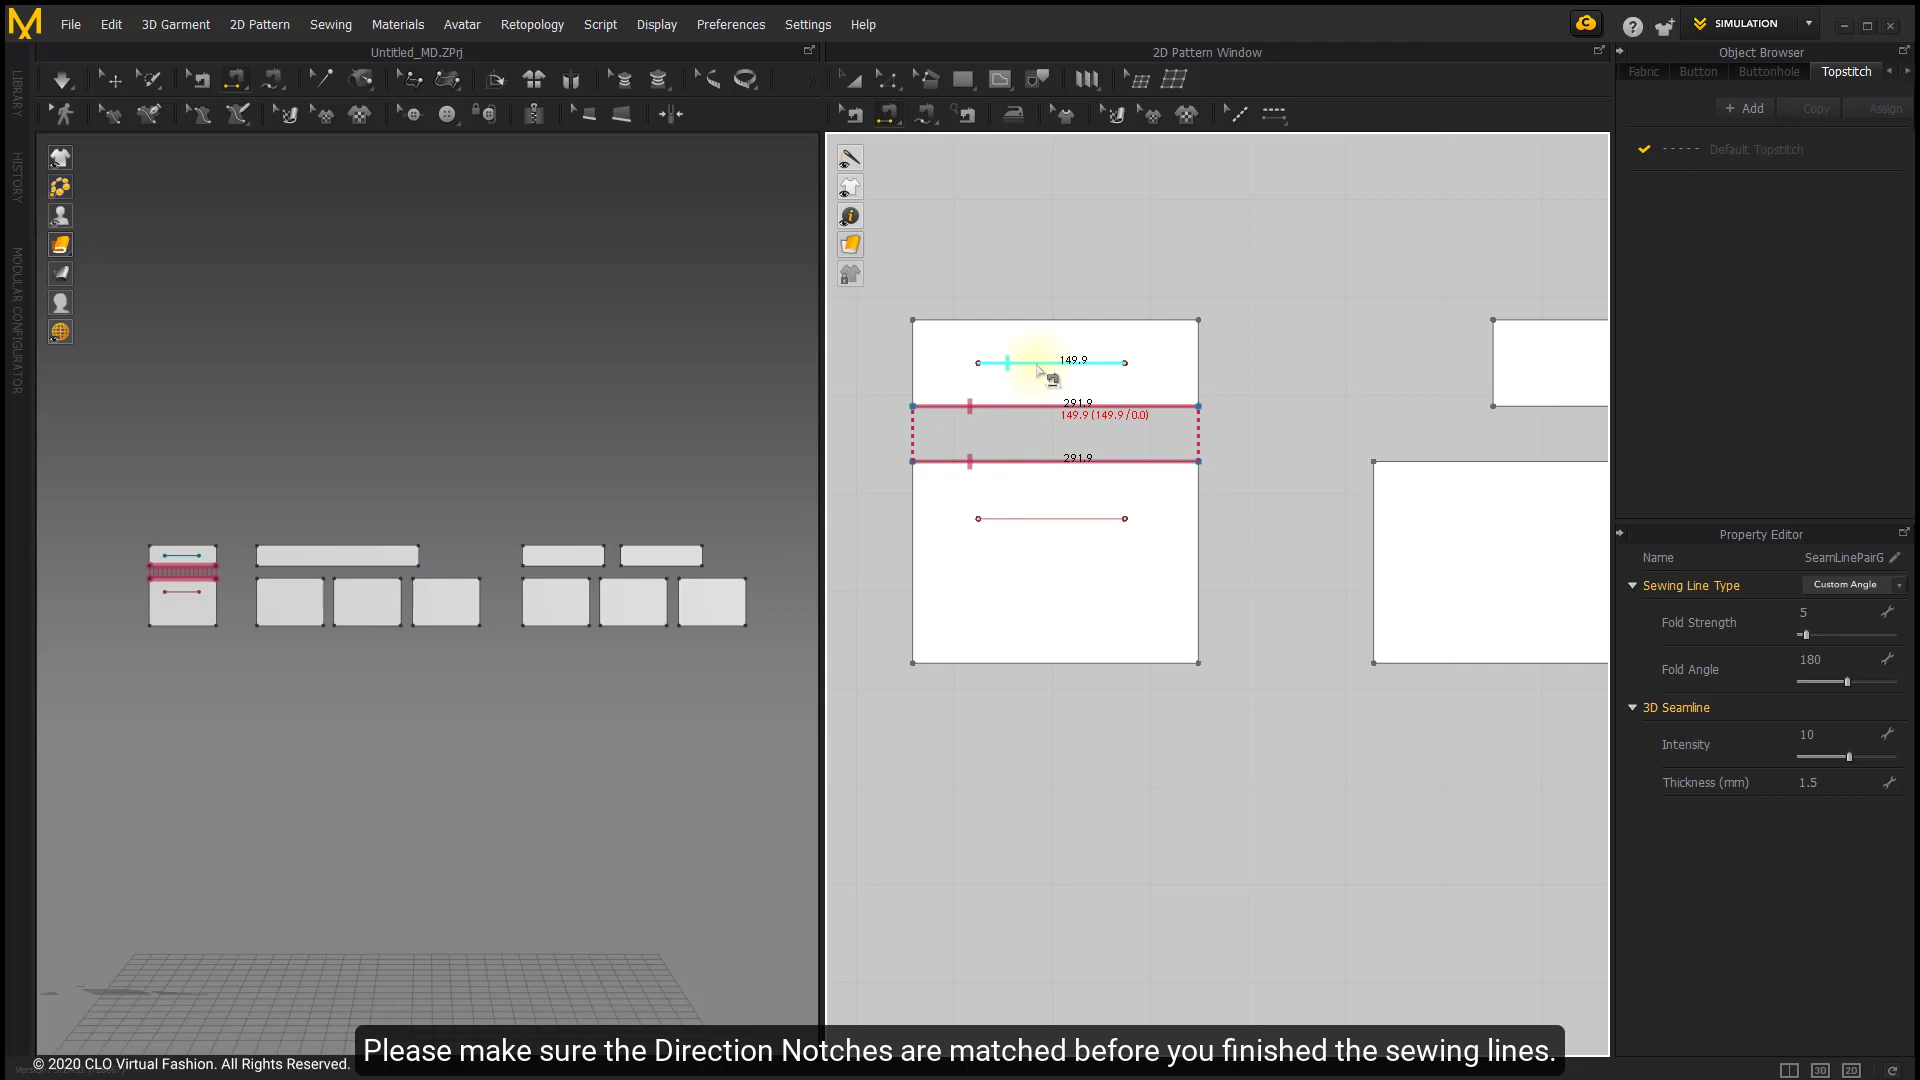 File Edit 3D Garment 2D Pattern Sewing Materials Avatar Retopology Script Display Preferences Settings Help
SIMULATION
Untitled_MD.ZPrj
2D Pattern Window
Object Browser
Fabric Button Buttonhole Topstitch
+ Add Copy Assign
Default Topstitch
LIBRARY
HISTORY
MODULAR CONFIGURATOR
149.9
291.9
149.9 (149.9/0.0)
291.9
Property Editor
Name SeamLinePairG
Sewing Line Type Custom Angle
Fold Strength 5
Fold Angle 180
3D Seamline
Intensity 10
Thickness (mm) 1.5
Please make sure the Direction Notches are matched before you finished the sewing lines.
© 2020 CLO Virtual Fashion. All Rights Reserved.
3D 2D